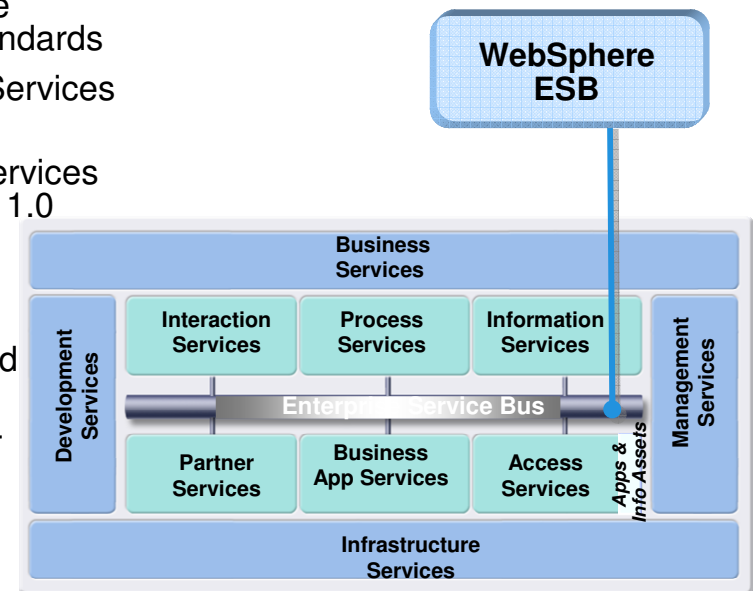 e
ndards
Services
ervices
1.0
d
WebSphere
ESB
Business
Services
Development
Services
Interaction
Services
Process
Services
Information
Services
Management
Services
Enterprise Service Bus
Partner
Services
Business
App Services
Access
Services
Apps &
Info Assets
Infrastructure
Services